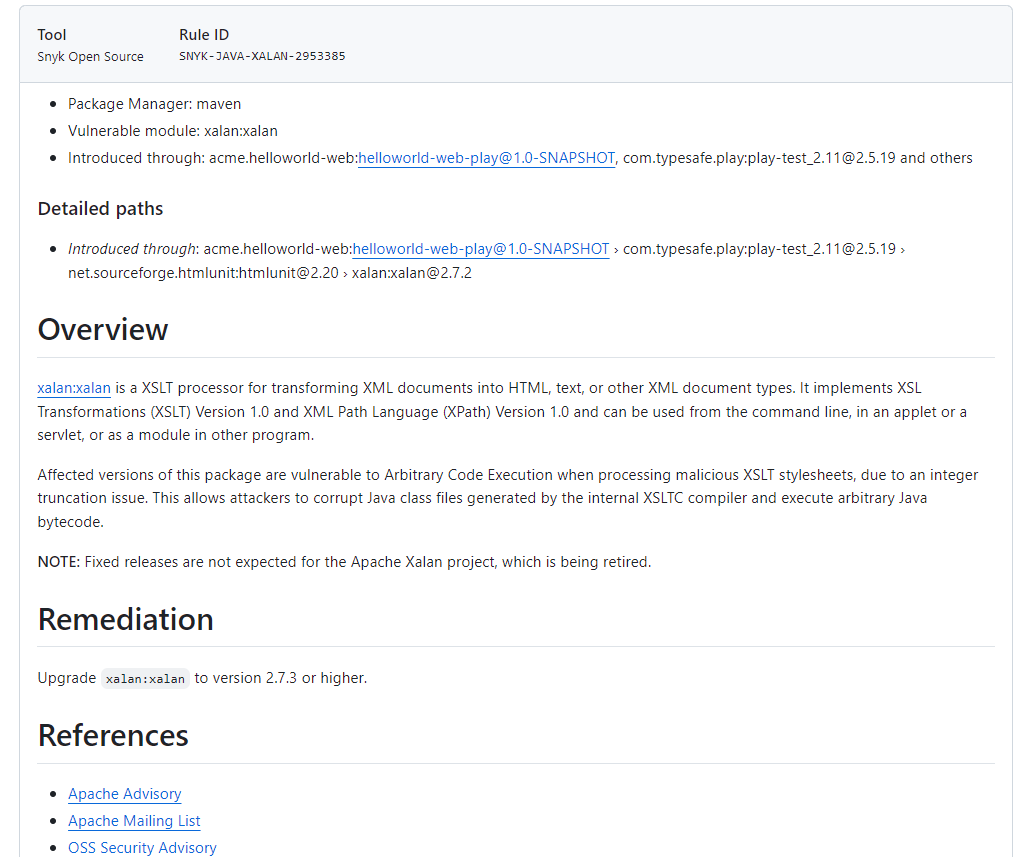 Tool Rule ID
Snyk Open Source SNYK-JAVA-XALAN-2953385
• Package Manager: maven
• Vulnerable module: xalan:xalan
• Introduced through: acme.helloworld-web:helloworld-web-play@1.0-SNAPSHOT, com.typesafe.play:play-test_2.11@2.5.19 and others
Detailed paths
• Introduced through: acme.helloworld-web:helloworld-web-play@1.0-SNAPSHOT › com.typesafe.play:play-test_2.11@2.5.19 ›
net.sourceforge.htmlunit:htmlunit@2.20 › xalan:xalan@2.7.2
Overview
xalan:xalan is a XSLT processor for transforming XML documents into HTML, text, or other XML document types. It implements XSL
Transformations (XSLT) Version 1.0 and XML Path Language (XPath) Version 1.0 and can be used from the command line, in an applet or a
servlet, or as a module in other program.
Affected versions of this package are vulnerable to Arbitrary Code Execution when processing malicious XSLT stylesheets, due to an integer
truncation issue. This allows attackers to corrupt Java class files generated by the internal XSLTC compiler and execute arbitrary Java
bytecode.
NOTE: Fixed releases are not expected for the Apache Xalan project, which is being retired.
Remediation
Upgrade xalan:xalan to version 2.7.3 or higher.
References
• Apache Advisory
• Apache Mailing List
• OSS Security Advisory